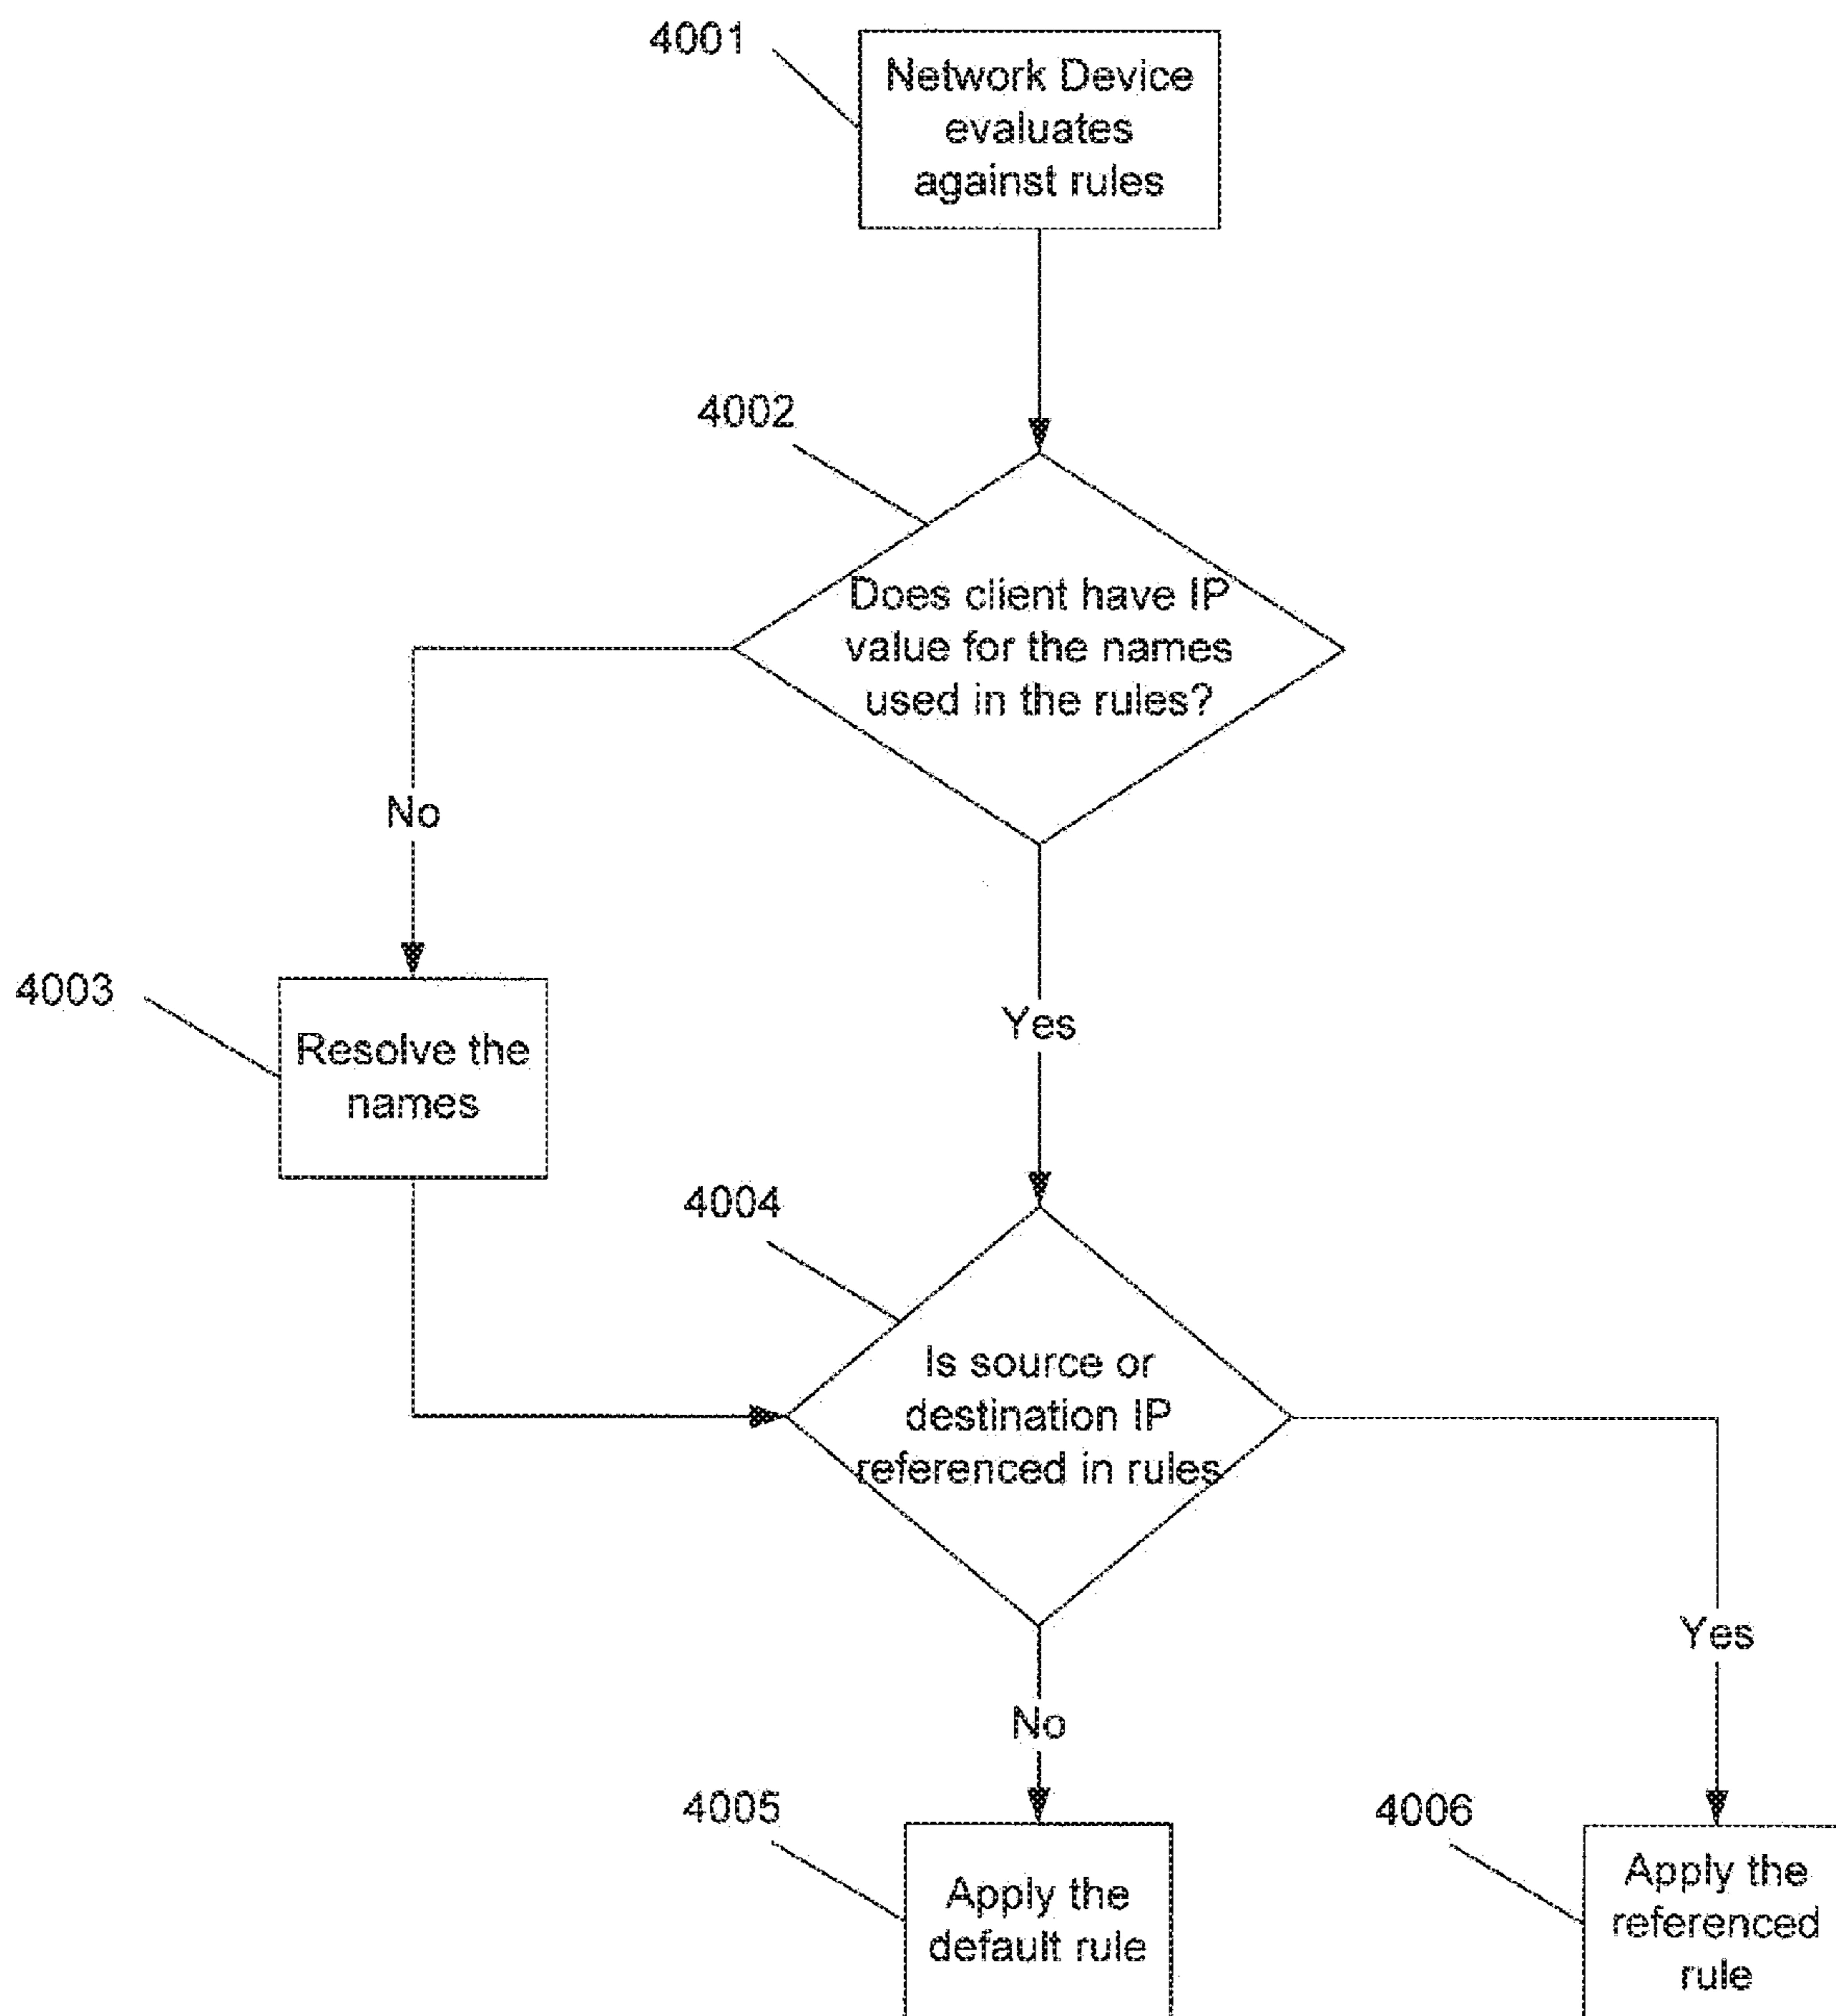 4001
Network Device
evaluates
against rules
4002
Does client have IP
value for the names
used in the rules?
No
Yes
4003
Resolve the
names
4004
Is source or
destination IP
referenced in rules
Yes
No
4005
Apply the
default rule
4006
Apply the
referenced
rule